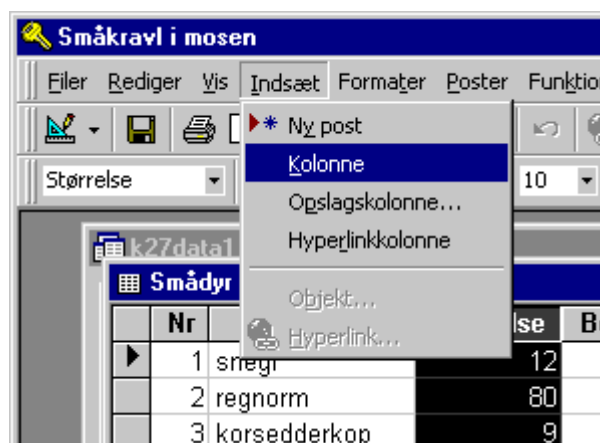 Småkravl i mosen
Filer Rediger Vis Indsæt Formater Poster Funktio
Ny post
Størrelse 10
Kolonne
Opslagskolonne...
k27data1
Hyperlinkkolonne
Smådyr
Objekt...
Nr lse B
Hyperlink...
1 snegl 12
2 regnorm 80
3 korsedderkop 9